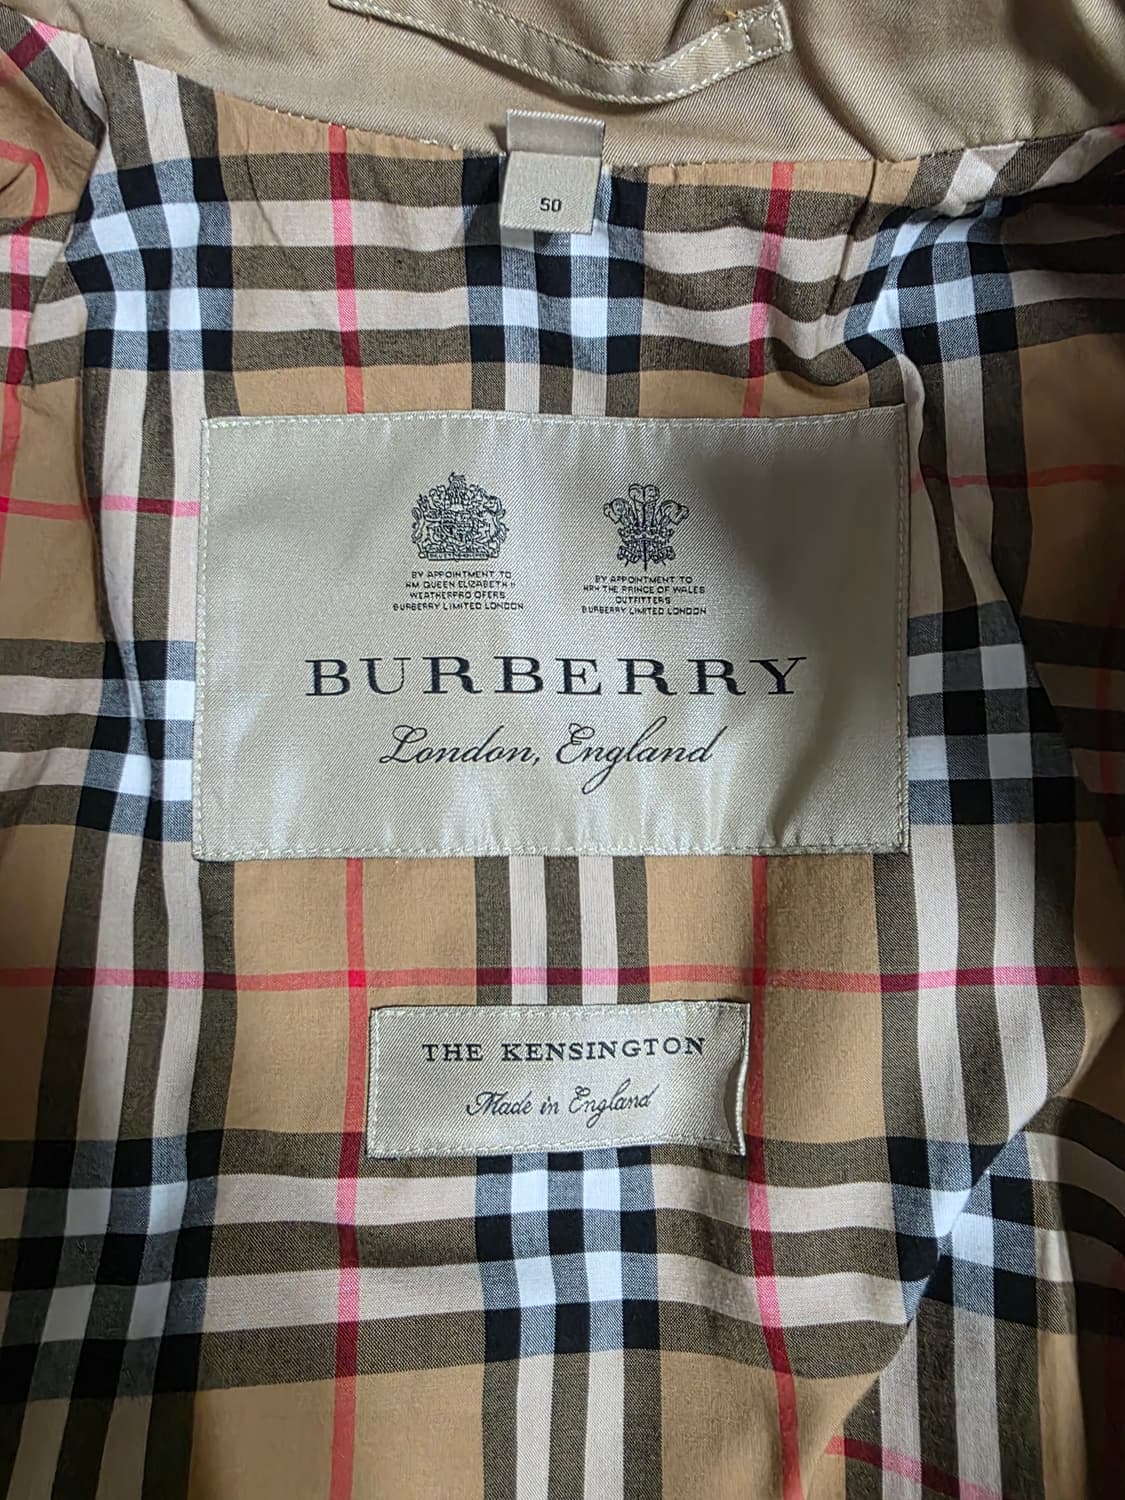 50
BY APPOINTMENT TO
HM QUEEN ELIZABETH II
WEATHERPROOFERS
BURBERRY LIMITED LONDON
BY APPOINTMENT TO
HRH THE PRINCE OF WALES
OUTFITTERS
BURBERRY LIMITED LONDON
BURBERRY
London, England
THE KENSINGTON
Made in England